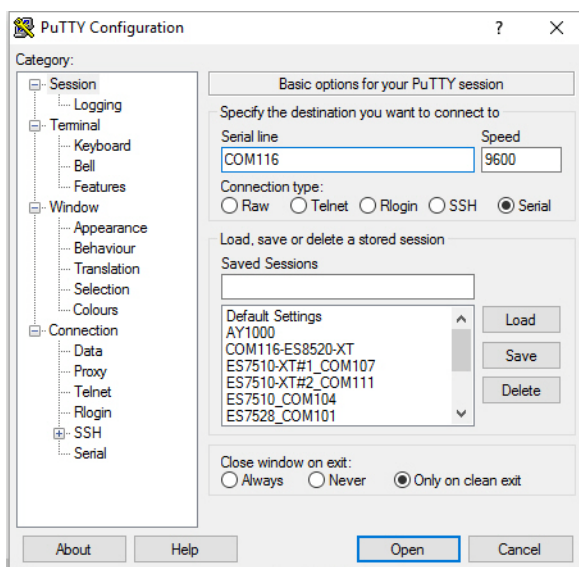 PuTTY Configuration
?
Category:
Session
Logging
Terminal
Keyboard
Bell
Features
Window
Appearance
Behaviour
Translation
Selection
Colours
Connection
Data
Proxy
Telnet
Rlogin
SSH
Serial
Basic options for your PuTTY session
Specify the destination you want to connect to
Serial line Speed
COM116 9600
Connection type:
Raw Telnet Rlogin SSH Serial
Load, save or delete a stored session
Saved Sessions
Default Settings
AY1000
COM116-ES8520-XT
ES7510-XT#1_COM107
ES7510-XT#2_COM111
ES7510_COM104
ES7528_COM101
Load
Save
Delete
Close window on exit:
Always Never Only on clean exit
About Help Open Cancel